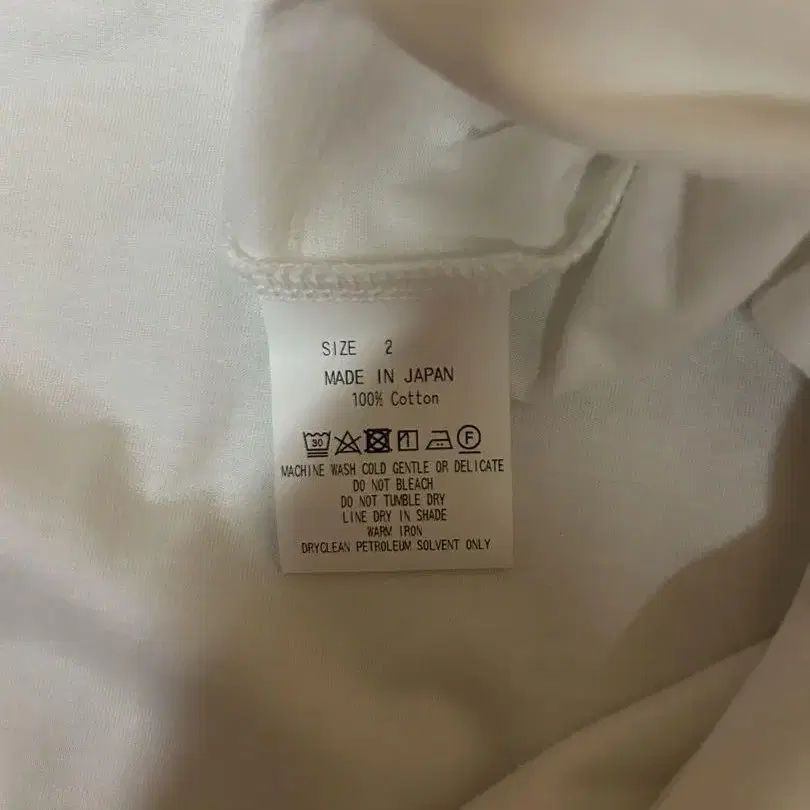 SIZE 2
MADE IN JAPAN
100% Cotton
30 F
MACHINE WASH COLD GENTLE OR DELICATE
DO NOT BLEACH
DO NOT TUMBLE DRY
LINE DRY IN SHADE
WARM IRON
DRYCLEAN PETROLEUM SOLVENT ONLY